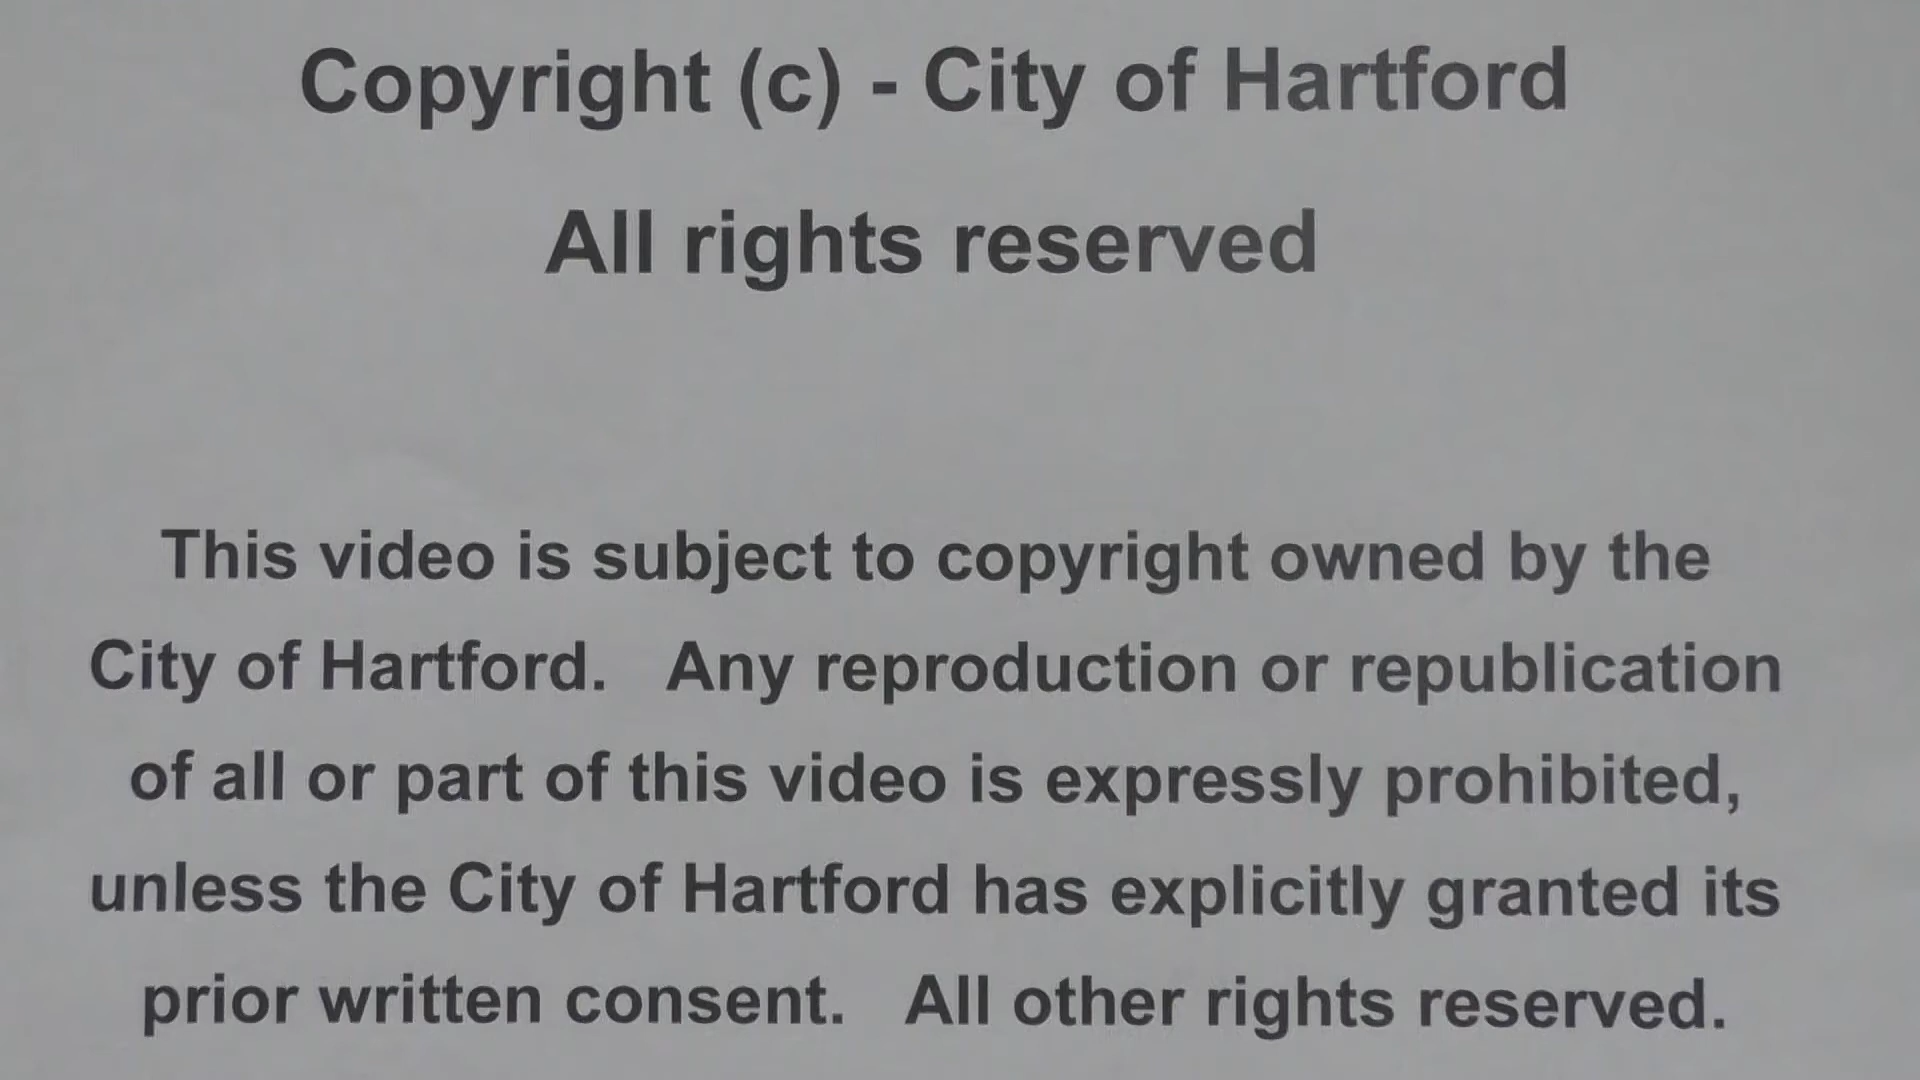 Copyright (c) - City of Hartford
All rights reserved
This video is subject to copyright owned by the
City of Hartford.   Any reproduction or republication
of all or part of this video is expressly prohibited,
unless the City of Hartford has explicitly granted its
prior written consent.   All other rights reserved.